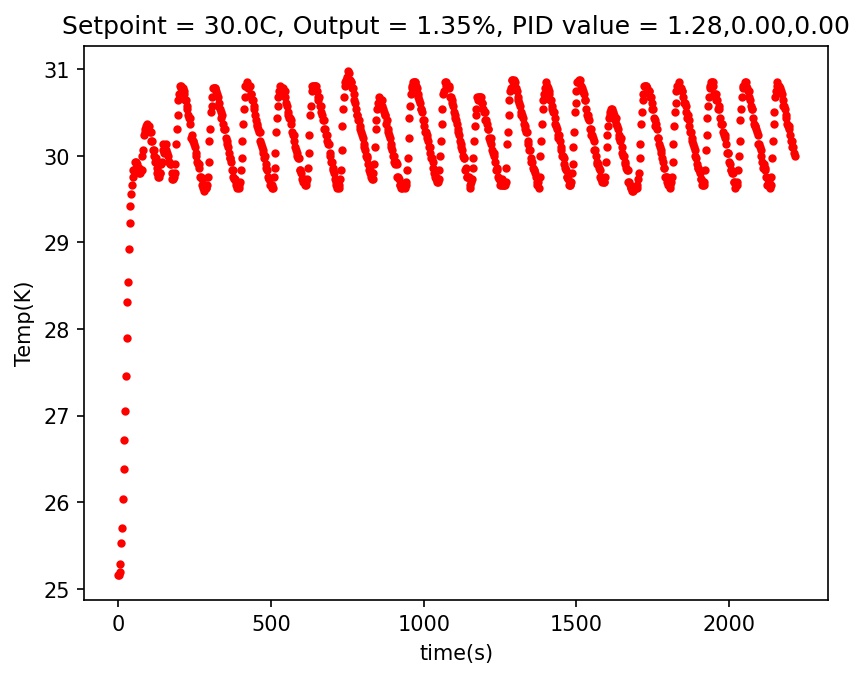 Setpoint = 30.0C, Output = 1.35%, PID value = 1.28,0.00,0.00
31
30
29
28
27
26
25
Temp(K)
0 500 1000 1500 2000
time(s)